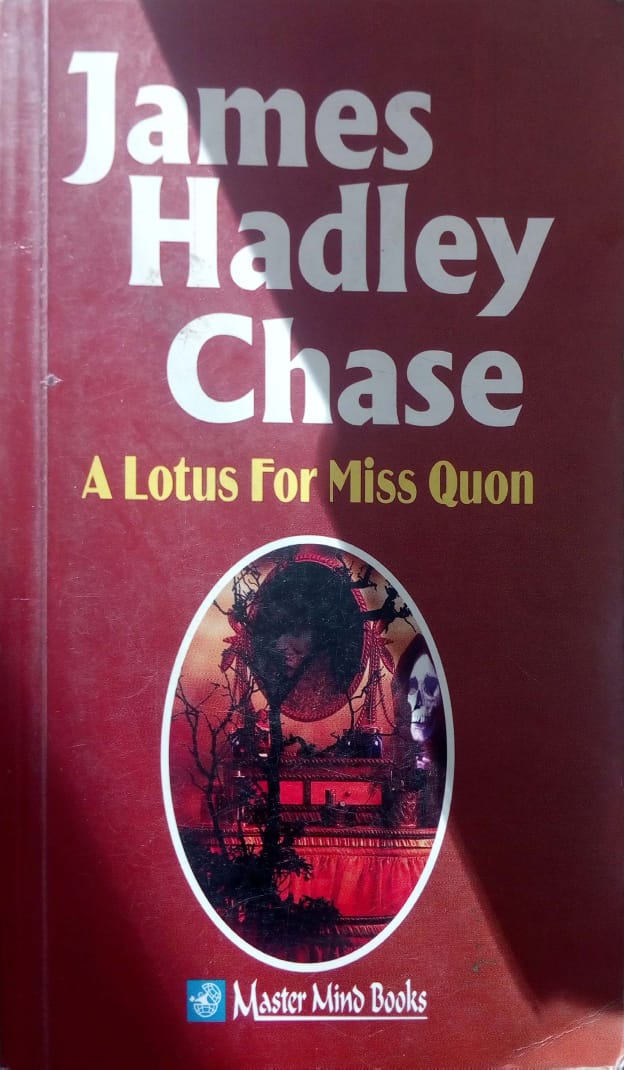 James
Hadley
Chase
A Lotus For Miss Quon
Master Mind Books